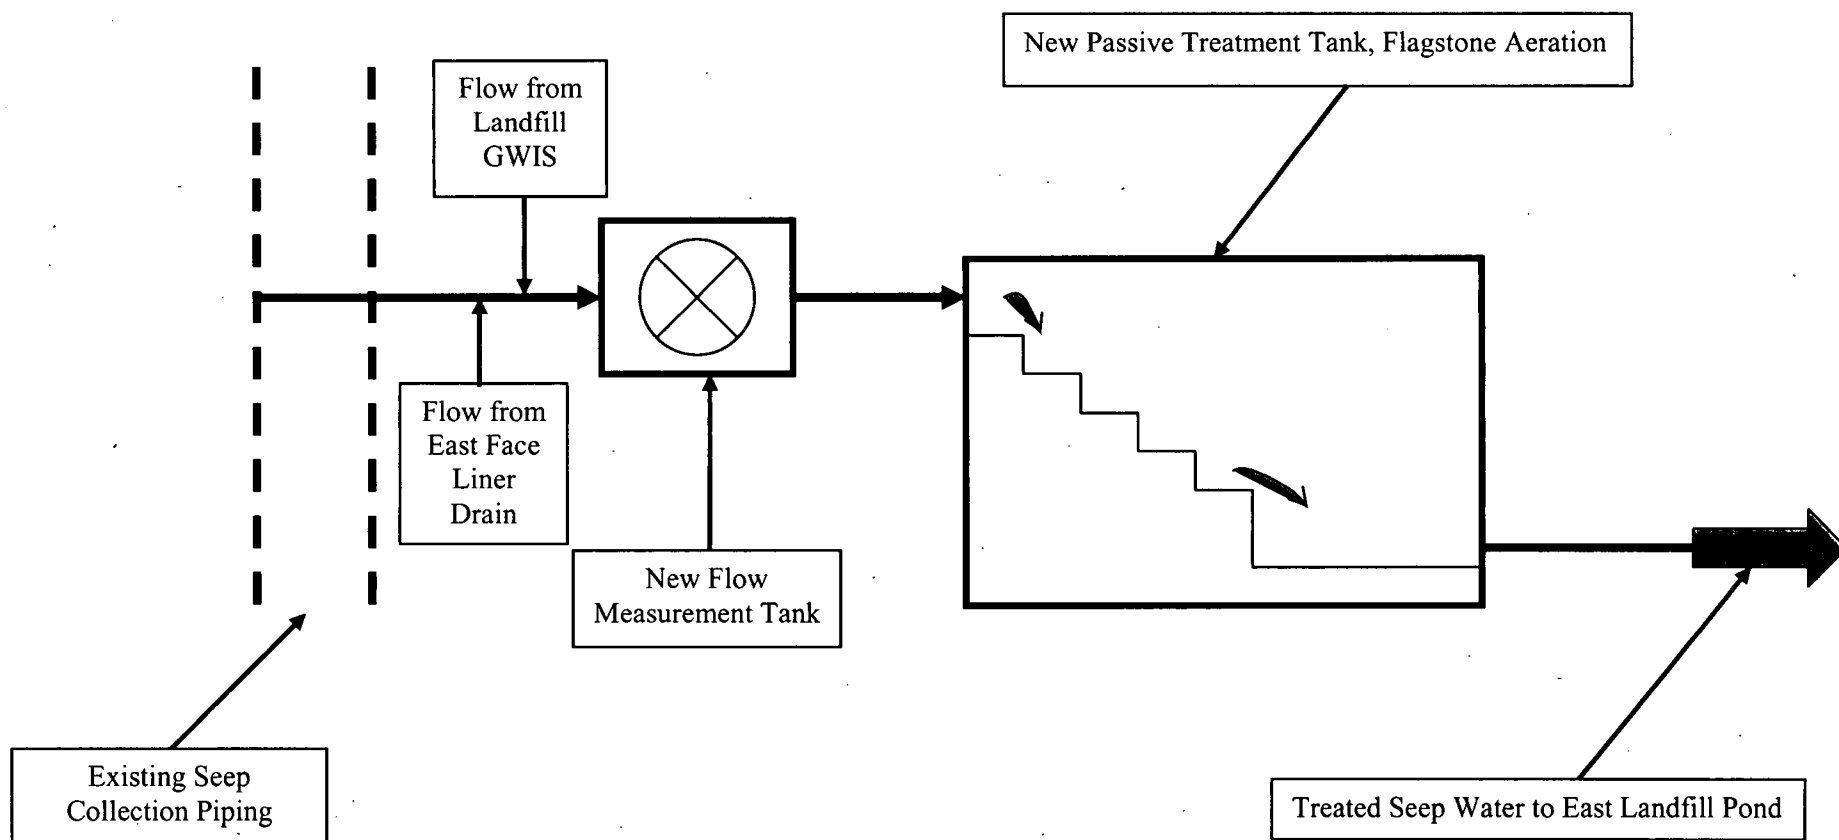 New Passive Treatment Tank, Flagstone Aeration
Flow from
Landfill
GWIS
Flow from
East Face
Liner
Drain
New Flow
Measurement Tank
Existing Seep
Collection Piping
Treated Seep Water to East Landfill Pond